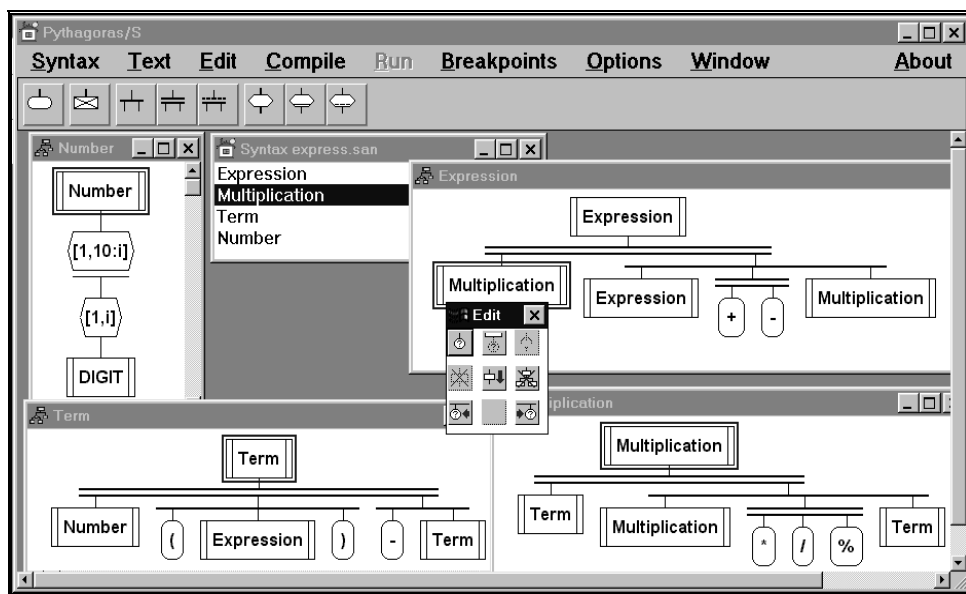 Pythagoras/S
Syntax Text Edit Compile Run Breakpoints Options Window About
Number
Number
[1,10:i]
[1,i]
DIGIT
Syntax express.san
Expression
Multiplication
Term
Number
Expression
Expression
Multiplication Expression + - Multiplication
Edit
Term
Term
Number ( Expression ) - Term
plication
Multiplication
Term Multiplication * / % Term